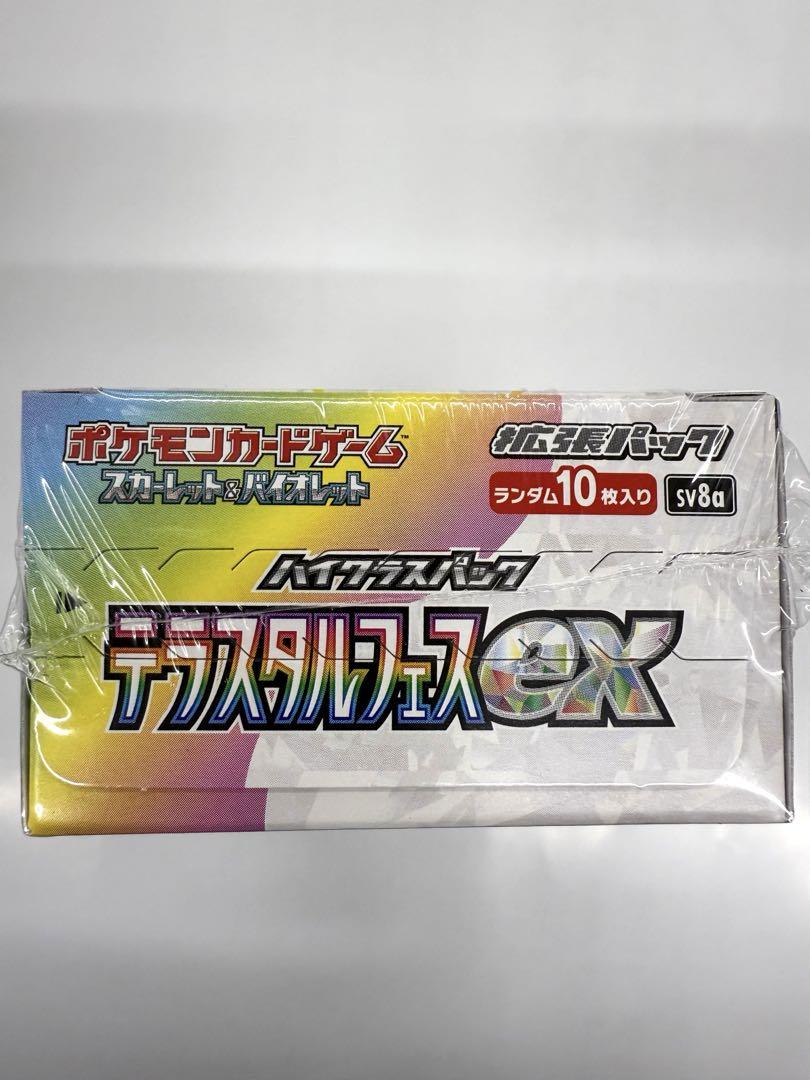 ポケモンカードゲーム™
スカーレット&バイオレット
拡張パック
ランダム10枚入り
sv8a
ハイクラスパック
テラスタルフェスex